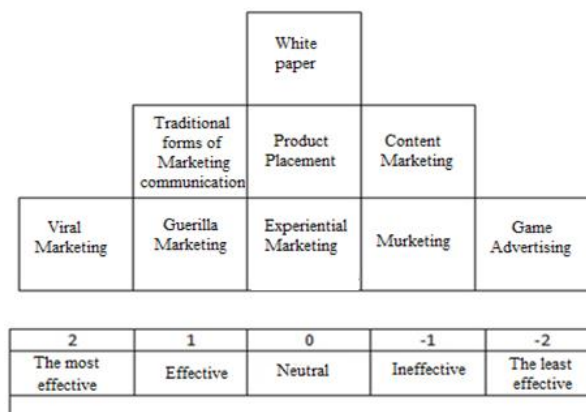 White
paper
Traditional
forms of
Marketing
communication
Product
Placement
Content
Marketing
Viral
Marketing
Guerilla
Marketing
Experiential
Marketing
Murketing
Game
Advertising
2 1 0 -1 -2
The most
effective
Effective
Neutral
Ineffective
The least
effective